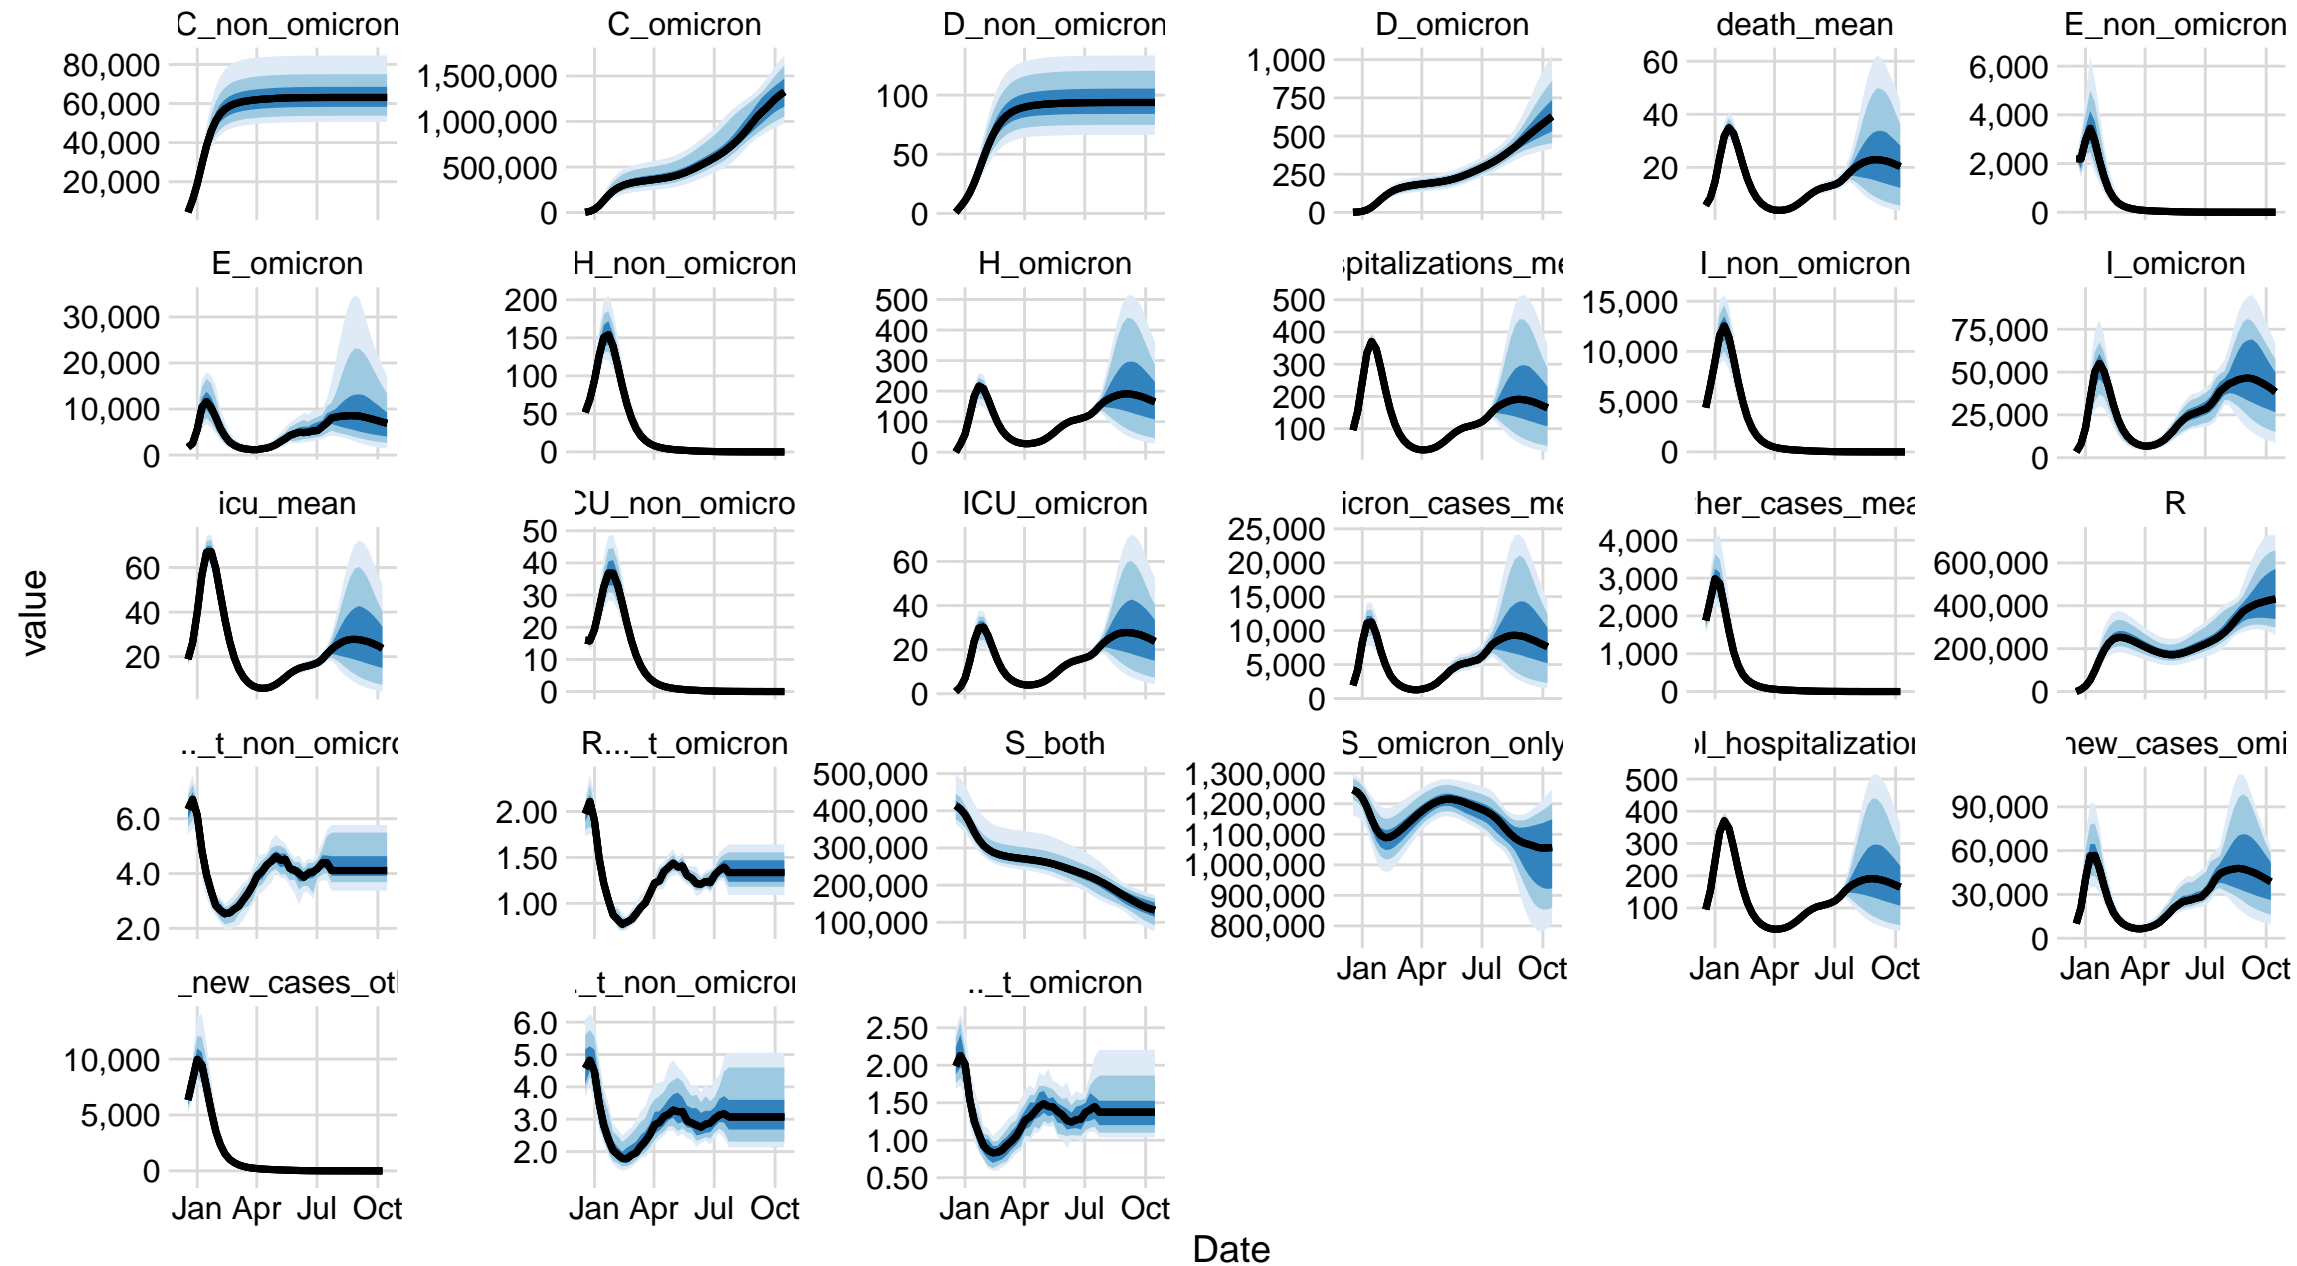 C_non_omicron C_omicron D_non_omicron D_omicron death_mean E_non_omicron
80,000 60,000 40,000 20,000
1,500,000 1,000,000 500,000 0
100 50 0
1,000 750 500 250 0
60 40 20
6,000 4,000 2,000 0
E_omicron H_non_omicron H_omicron spitalizations_me I_non_omicron I_omicron
30,000 20,000 10,000 0
200 150 100 50 0
500 400 300 200 100 0
500 400 300 200 100
15,000 10,000 5,000 0
75,000 50,000 25,000 0
icu_mean CU_non_omicro ICU_omicron icron_cases_me her_cases_mea R
60 40 20
50 40 30 20 10 0
60 40 20 0
25,000 20,000 15,000 10,000 5,000 0
4,000 3,000 2,000 1,000 0
600,000 400,000 200,000 0
value
.._t_non_omicro R..._t_omicron S_both S_omicron_only ol_hospitalization new_cases_omi
6.0 4.0 2.0
2.00 1.50 1.00
500,000 400,000 300,000 200,000 100,000
1,300,000 1,200,000 1,100,000 1,000,000 900,000 800,000
500 400 300 200 100
90,000 60,000 30,000 0
Jan Apr Jul Oct Jan Apr Jul Oct Jan Apr Jul Oct
_new_cases_oth ._t_non_omicron .._t_omicron
10,000 5,000 0
6.0 5.0 4.0 3.0 2.0
2.50 2.00 1.50 1.00 0.50
Jan Apr Jul Oct Jan Apr Jul Oct Jan Apr Jul Oct
Date